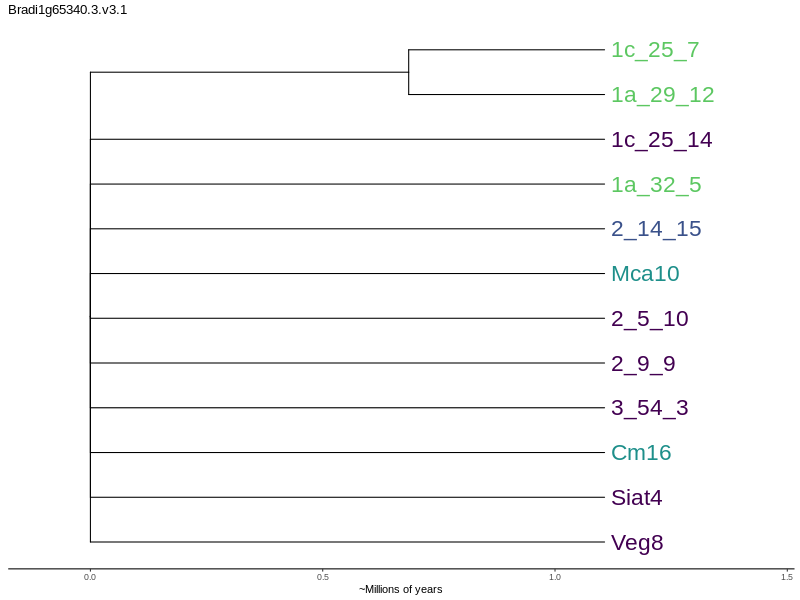 Bradi1g65340.3.v3.1
1c_25_7
1a_29_12
1c_25_14
1a_32_5
2_14_15
Mca10
2_5_10
2_9_9
3_54_3
Cm16
Siat4
Veg8
0.0 0.5 1.0 1.5
~Millions of years